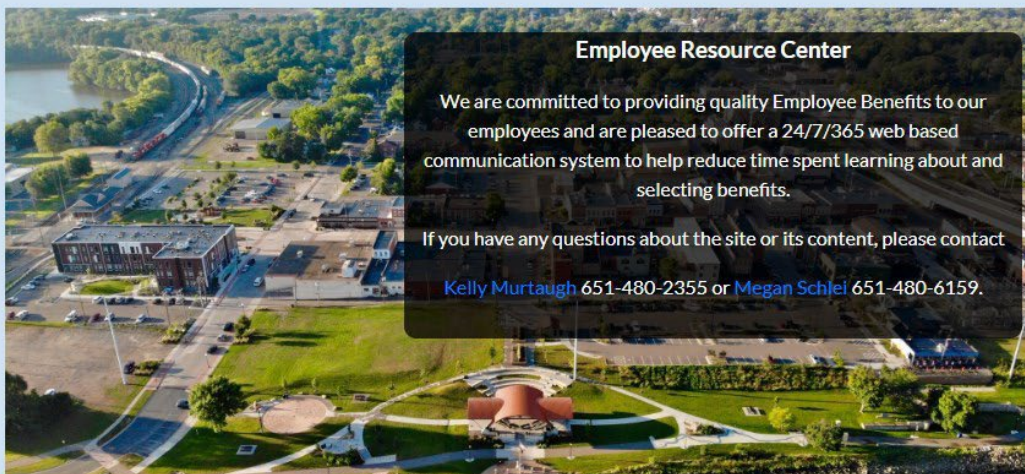 Employee Resource Center
We are committed to providing quality Employee Benefits to our
employees and are pleased to offer a 24/7/365 web based
communication system to help reduce time spent learning about and
selecting benefits.
If you have any questions about the site or its content, please contact
Kelly Murtaugh 651-480-2355 or Megan Schlei 651-480-6159.